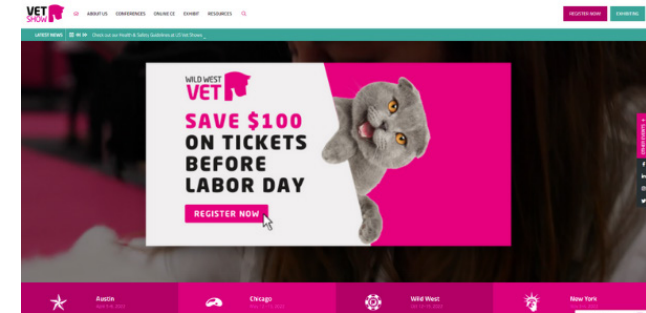 VET
SHOW
ABOUT US CONFERENCES ONLINE CE EXHIBIT RESOURCES
REGISTER NOW!
EXHIBITING
LATEST NEWS
Check out our Health & Safety Guidelines at US Vet Shows
WILD WEST
VET
SAVE $100
ON TICKETS
BEFORE
LABOR DAY
REGISTER NOW
OTHER EVENTS
Austin
Chicago
Wild West
New York